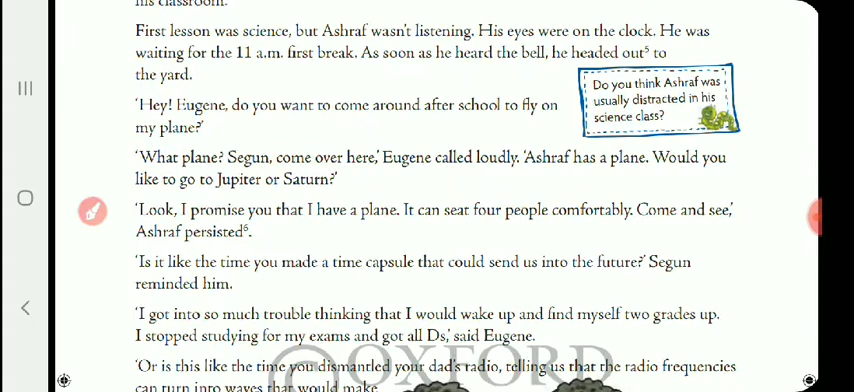 his classroom.
First lesson was science, but Ashraf wasn't listening. His eyes were on the clock. He was
waiting for the 11 a.m. first break. As soon as he heard the bell, he headed out⁵ to
the yard.
Do you think Ashraf was
usually distracted in his
science class?
'Hey! Eugene, do you want to come around after school to fly on
my plane?'
'What plane? Segun, come over here,' Eugene called loudly. 'Ashraf has a plane. Would you
like to go to Jupiter or Saturn?'
'Look, I promise you that I have a plane. It can seat four people comfortably. Come and see,'
Ashraf persisted⁶.
'Is it like the time you made a time capsule that could send us into the future?' Segun
reminded him.
'I got into so much trouble thinking that I would wake up and find myself two grades up.
I stopped studying for my exams and got all Ds,' said Eugene.
©OXFORD
'Or is this like the time you dismantled your dad's radio, telling us that the radio frequencies
can turn into waves that would make